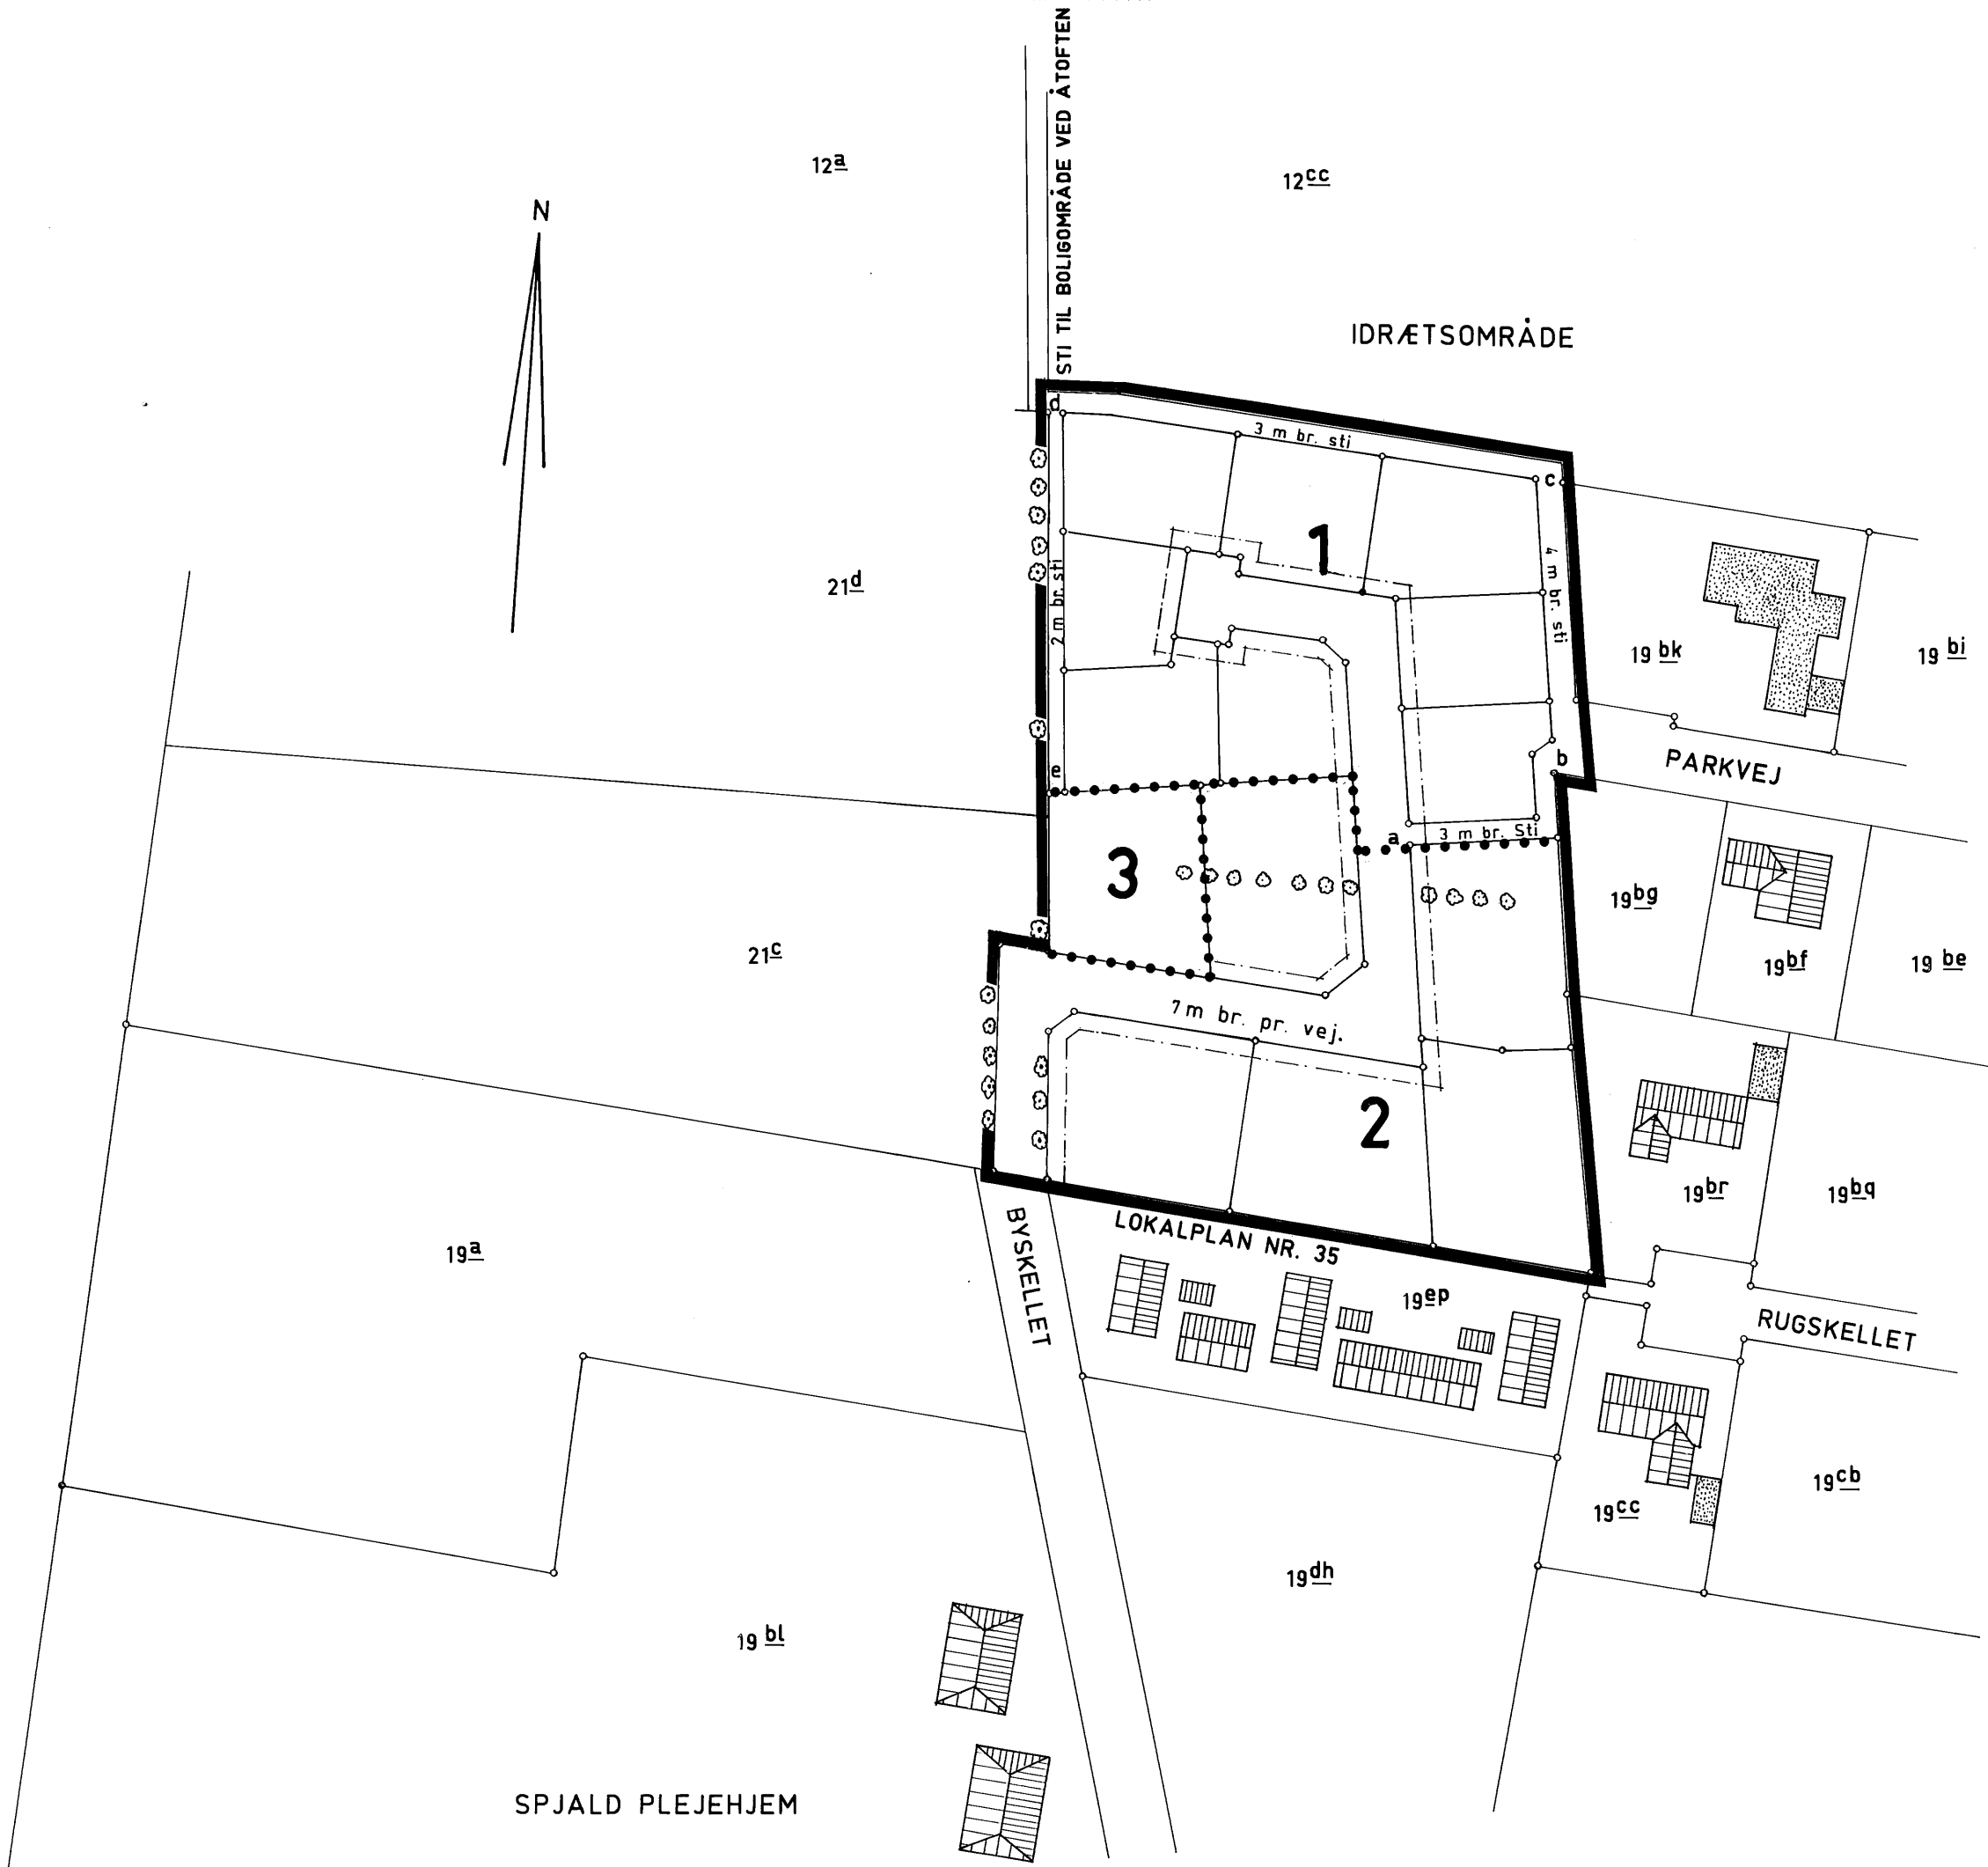 STI TIL BOLIGOMRÅDE VED ÅTOFTEN
12a
12cc
N
IDRÆTSOMRÅDE
d
3 m br. sti
c
1
4 m br. sti
2 m br. sti
21d
19 bk
19 bi
b
PARKVEJ
e
a
3 m br. Sti
3
19bg
19bf
19 be
21c
7 m br. pr. vej.
2
19br
19bq
19a
BYSKELLET
LOKALPLAN NR. 35
19ep
RUGSKELLET
19cb
19cc
19dh
19 bl
SPJALD PLEJEHJEM